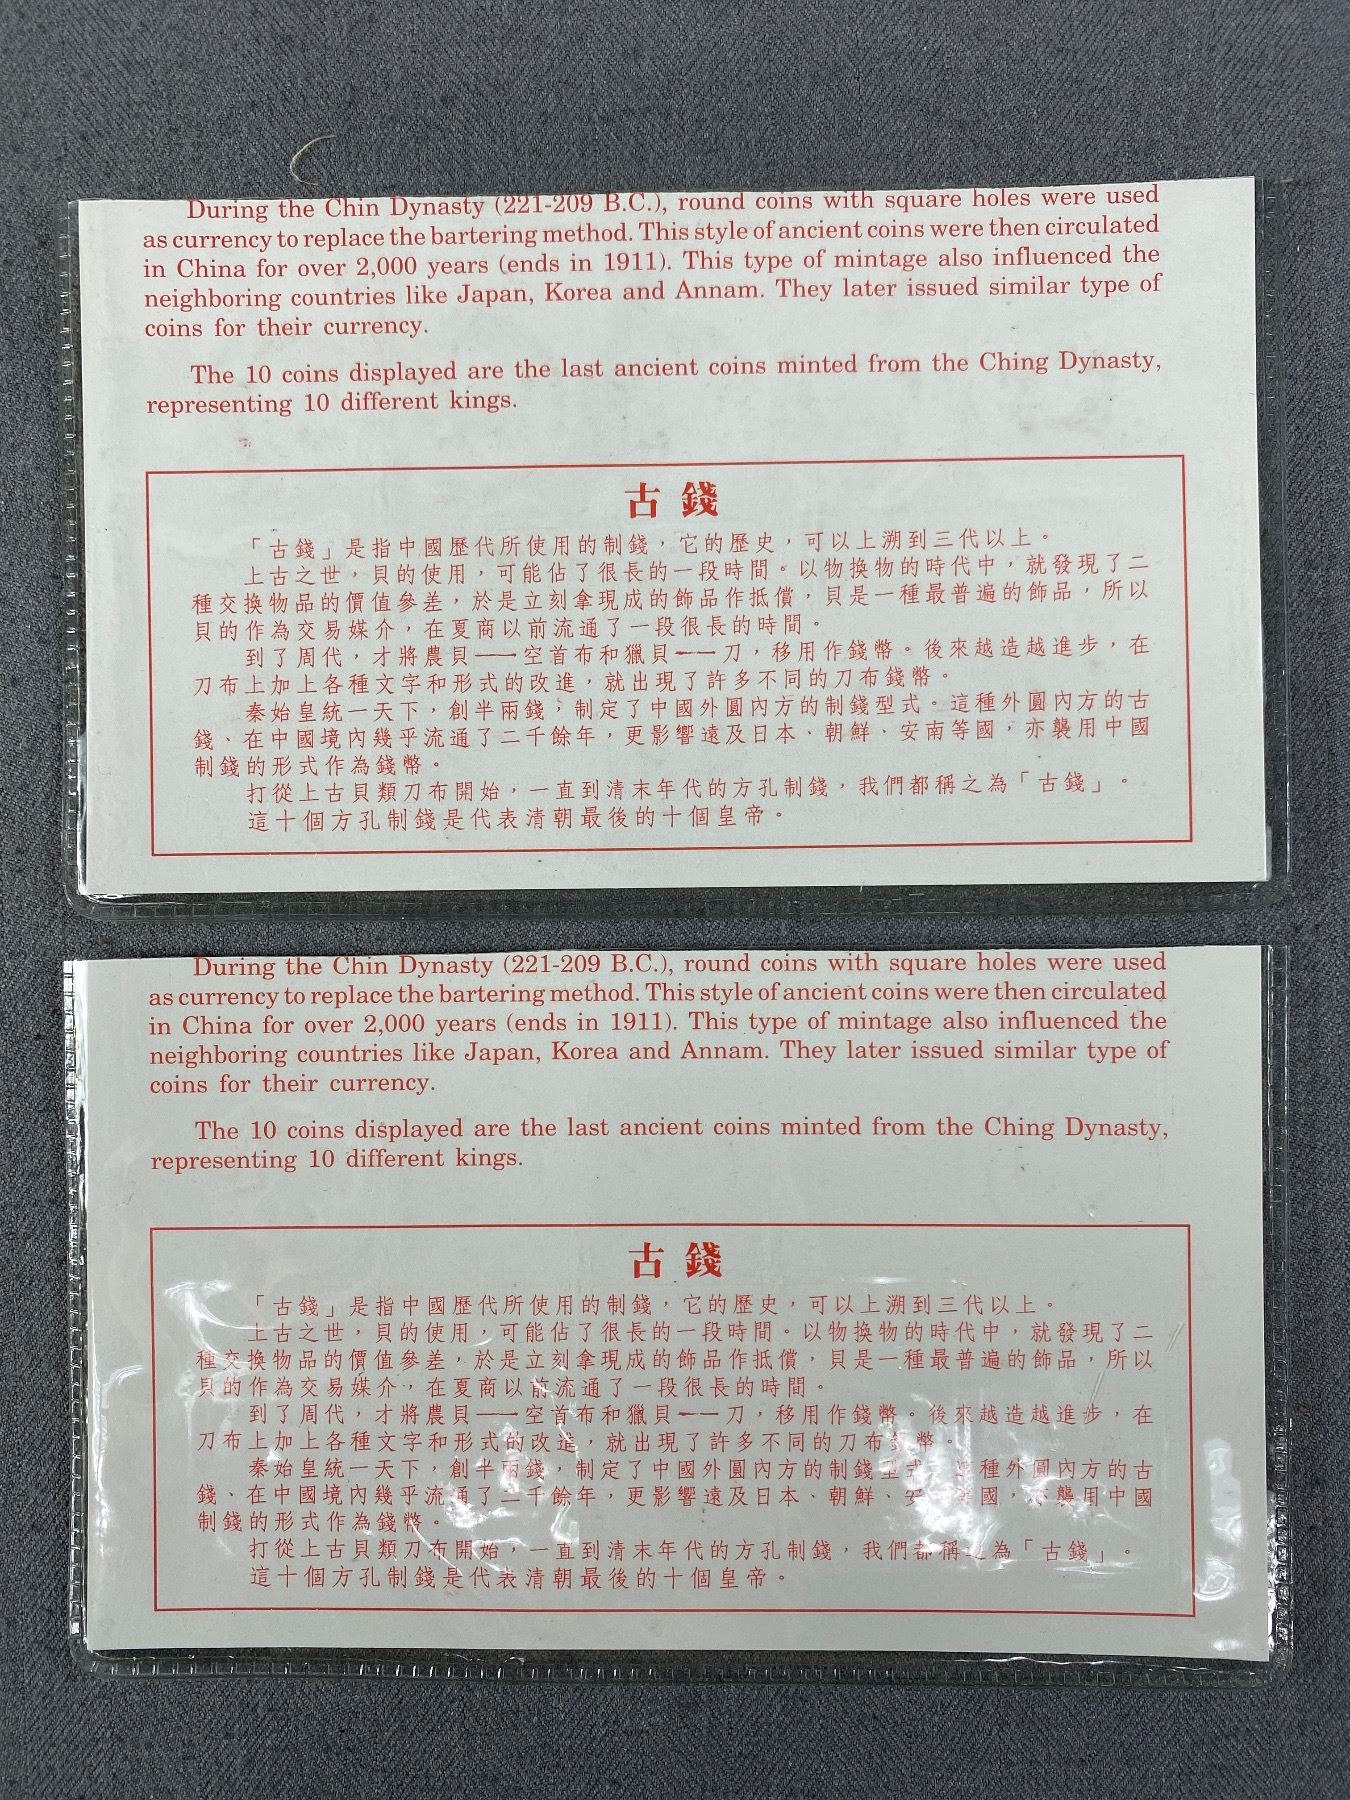 During the Chin Dynasty (221-209 B.C.), round coins with square holes were used
as currency to replace the bartering method. This style of ancient coins were then circulated
in China for over 2,000 years (ends in 1911). This type of mintage also influenced the
neighboring countries like Japan, Korea and Annam. They later issued similar type of
coins for their currency.
The 10 coins displayed are the last ancient coins minted from the Ching Dynasty,
representing 10 different kings.
古錢
「古錢」是指中國歷代所使用的制錢，它的歷史，可以上溯到三代以上。
上古之世，貝的使用，可能佔了很長的一段時間。以物換物的時代中，就發現了二
種交換物品的價值參差，於是立刻拿現成的飾品作抵償，貝是一種最普遍的飾品，所以
貝的作為交易媒介，在夏商以前流通了一段很長的時間。
到了周代，才將農貝——空首布和獵貝——刀，移用作錢幣。後來越造越進步，在
刀布上加上各種文字和形式的改進，就出現了許多不同的刀布錢幣。
秦始皇統一天下，創半兩錢，制定了中國外圓內方的制錢型式。這種外圓內方的古
錢、在中國境內幾乎流通了二千餘年，更影響遠及日本、朝鮮、安南等國，亦襲用中國
制錢的形式作為錢幣。
打從上古貝類刀布開始，一直到清末年代的方孔制錢，我們都稱之為「古錢」。
這十個方孔制錢是代表清朝最後的十個皇帝。
During the Chin Dynasty (221-209 B.C.), round coins with square holes were used
as currency to replace the bartering method. This style of ancient coins were then circulated
in China for over 2,000 years (ends in 1911). This type of mintage also influenced the
neighboring countries like Japan, Korea and Annam. They later issued similar type of
coins for their currency.
The 10 coins displayed are the last ancient coins minted from the Ching Dynasty,
representing 10 different kings.
古錢
「古錢」是指中國歷代所使用的制錢，它的歷史，可以上溯到三代以上。
上古之世，貝的使用，可能佔了很長的一段時間。以物換物的時代中，就發現了二
種交換物品的價值參差，於是立刻拿現成的飾品作抵償，貝是一種最普遍的飾品，所以
貝的作為交易媒介，在夏商以前流通了一段很長的時間。
到了周代，才將農貝——空首布和獵貝——刀，移用作錢幣。後來越造越進步，在
刀布上加上各種文字和形式的改進，就出現了許多不同的刀布幣。
秦始皇統一天下，創半兩錢，制定了中國外圓內方的制錢型式 種外圓內方的古
錢、在中國境內幾乎流通了二千餘年，更影響遠及日本、朝鮮、安 國，亦襲用中國
制錢的形式作為錢幣。
打從上古貝類刀布開始，一直到清末年代的方孔制錢，我們都稱之為「古錢」。
這十個方孔制錢是代表清朝最後的十個皇帝。